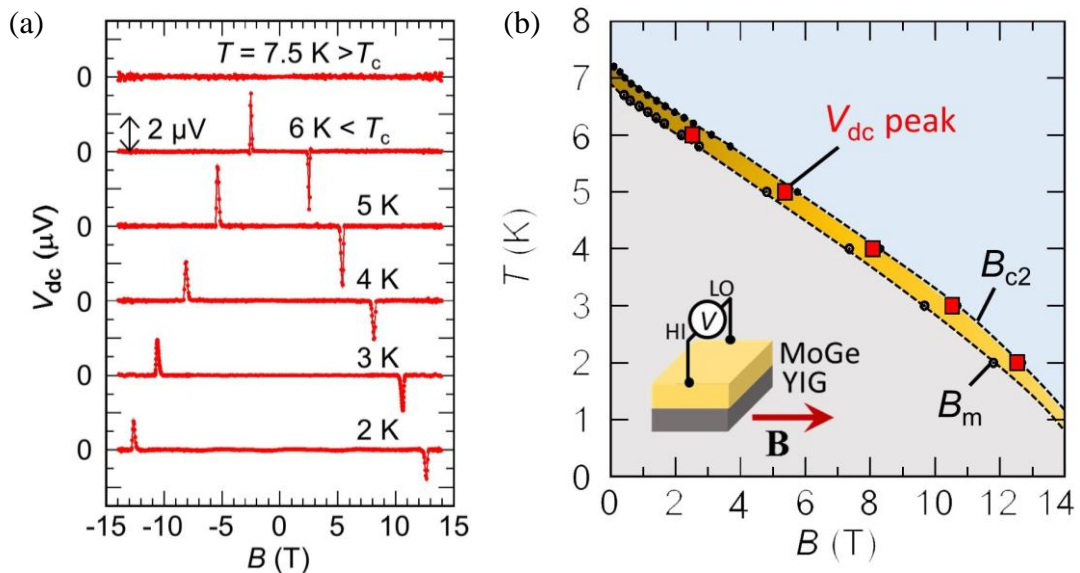 (a)
T = 7.5 K >Tc
0
2 μV
6 K < Tc
0
5 K
0
4 K
0
3 K
0
2 K
0
Vdc (μV)
-15 -10 -5 0 5 10 15
B (T)
(b)
8
7
6
5
4
3
2
1
0
T (K)
Vdc peak
Bc2
Bm
LO
V
HI
MoGe
YIG
B
0 2 4 6 8 10 12 14
B (T)